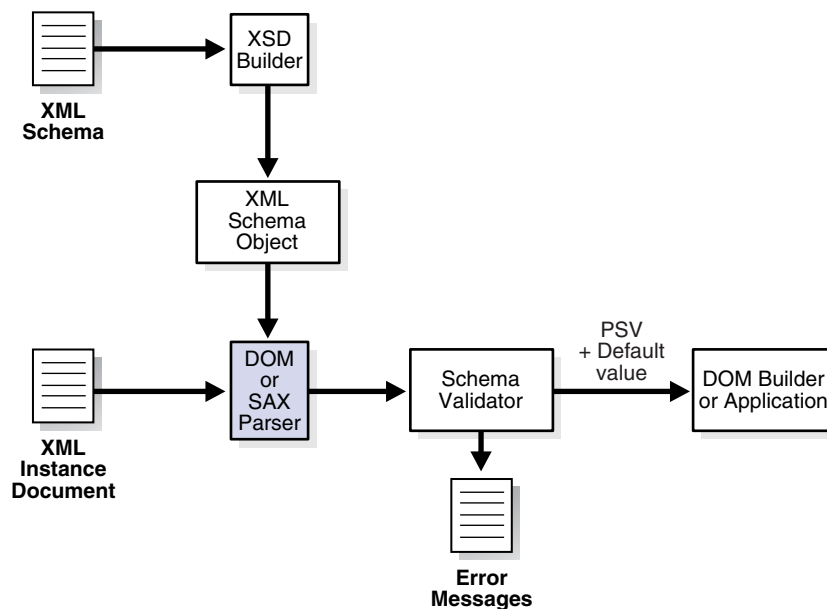 XSD
Builder
XML
Schema
XML
Schema
Object
DOM
or
SAX
Parser
XML
Instance
Document
Schema
Validator
PSV
+ Default
value
DOM Builder
or Application
Error
Messages